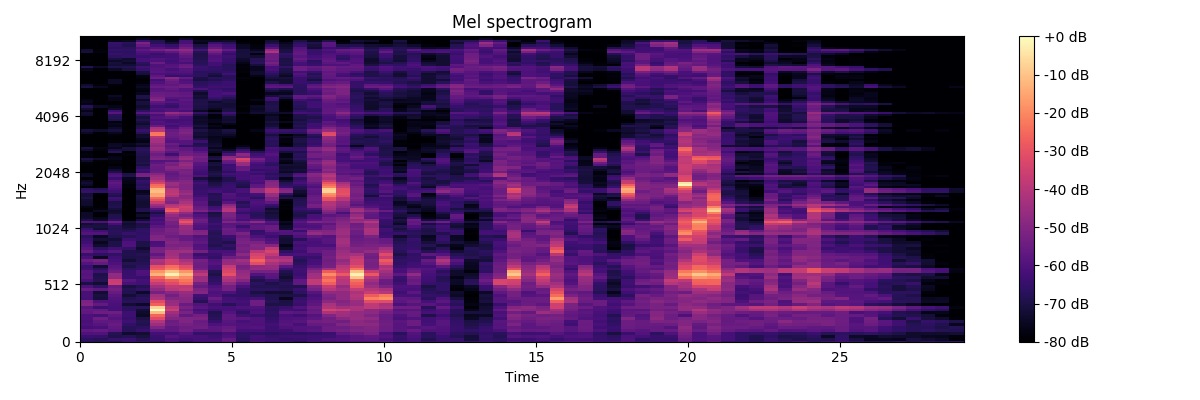 Mel spectrogram
8192
4096
2048
1024
512
0
Hz
0 5 10 15 20 25
Time
+0 dB
-10 dB
-20 dB
-30 dB
-40 dB
-50 dB
-60 dB
-70 dB
-80 dB